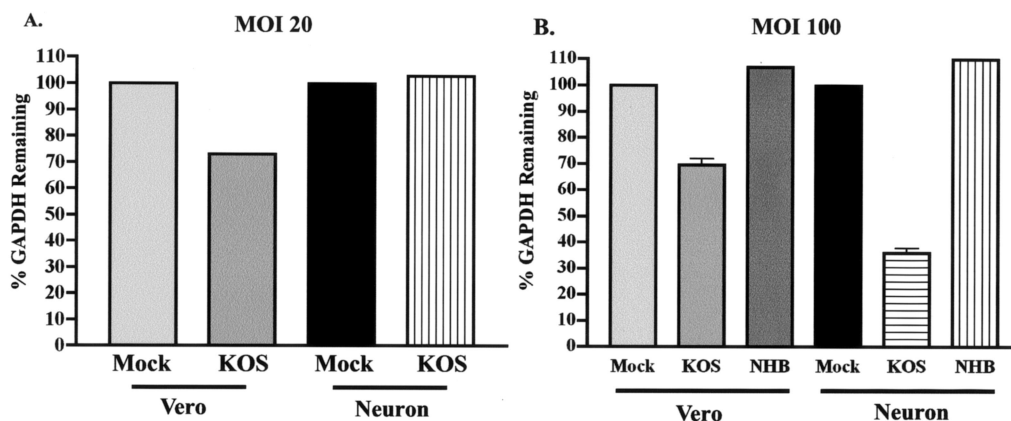 A.
MOI 20
% GAPDH Remaining
110
100
90
80
70
60
50
40
30
20
10
0
Mock KOS Mock KOS
Vero Neuron
B.
MOI 100
% GAPDH Remaining
110
100
90
80
70
60
50
40
30
20
10
0
Mock KOS NHB Mock KOS NHB
Vero Neuron